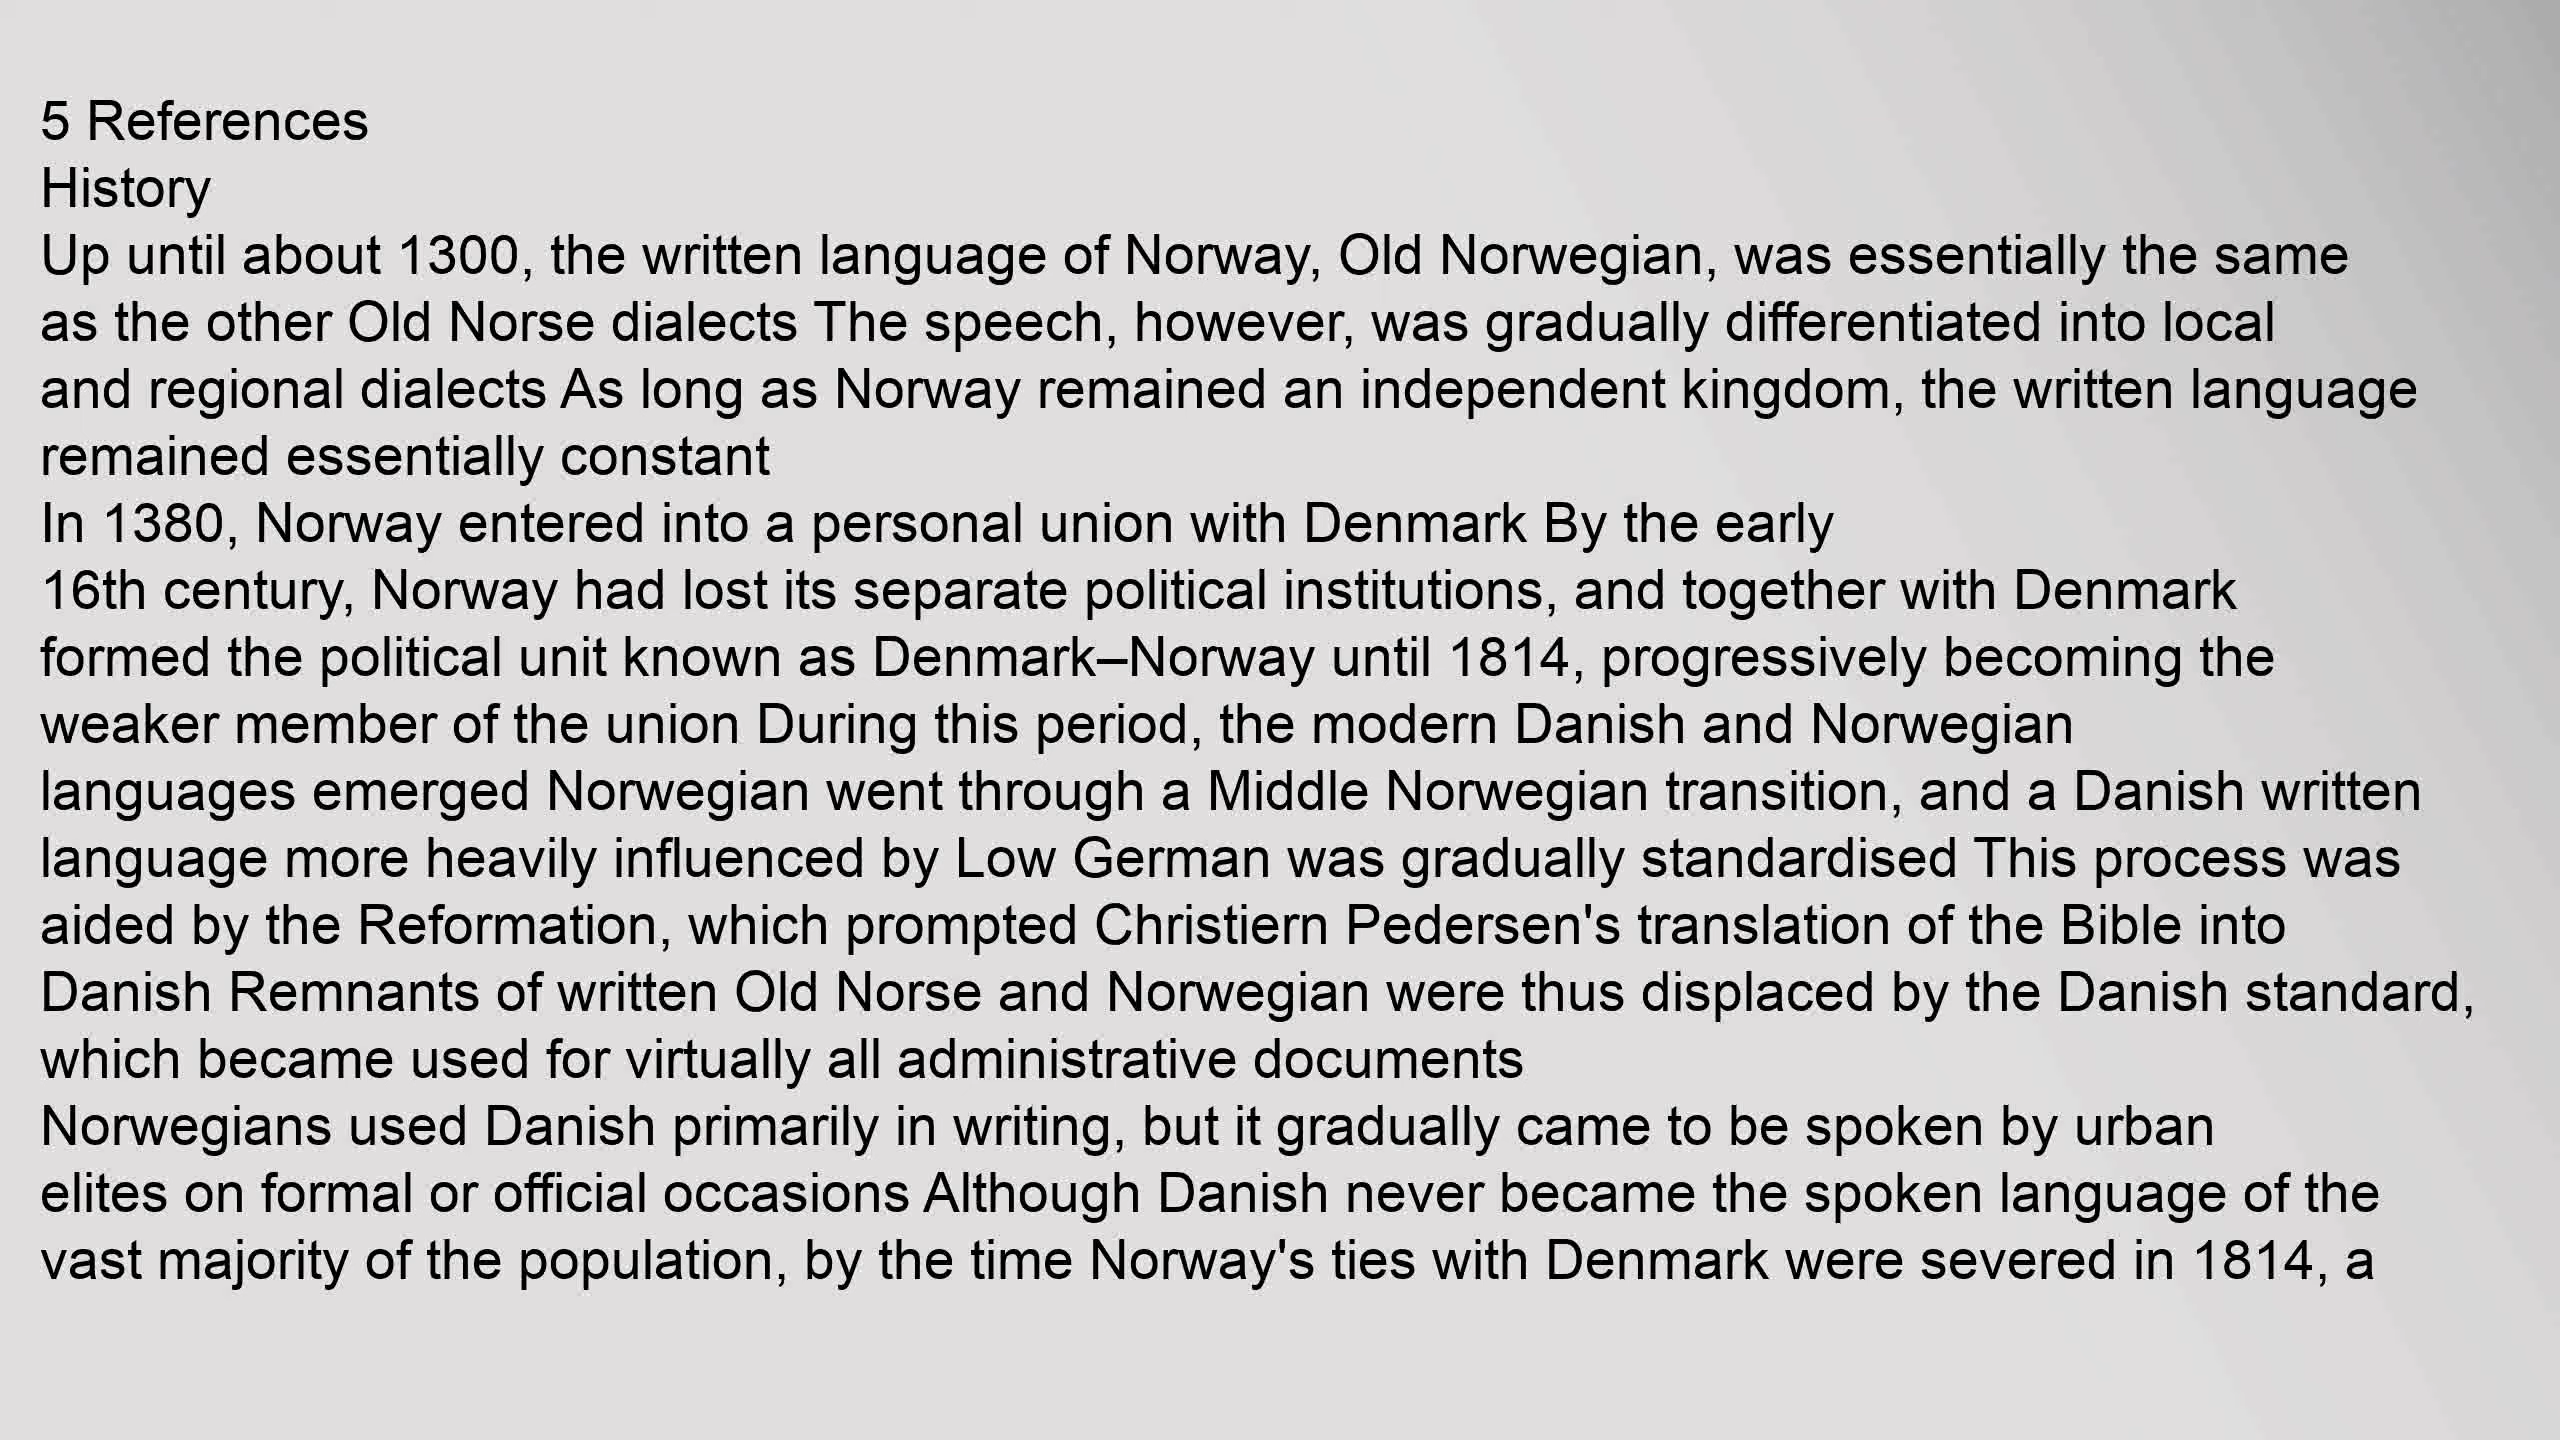 5 References
History
Up until about 1300, the written language of Norway, Old Norwegian, was essentially the same
as the other Old Norse dialects The speech, however, was gradually differentiated into local
and regional dialects As long as Norway remained an independent kingdom, the written language
remained essentially constant
In 1380, Norway entered into a personal union with Denmark By the early
16th century, Norway had lost its separate political institutions, and together with Denmark
formed the political unit known as Denmark–Norway until 1814, progressively becoming the
weaker member of the union During this period, the modern Danish and Norwegian
languages emerged Norwegian went through a Middle Norwegian transition, and a Danish written
language more heavily influenced by Low German was gradually standardised This process was
aided by the Reformation, which prompted Christiern Pedersen's translation of the Bible into
Danish Remnants of written Old Norse and Norwegian were thus displaced by the Danish standard,
which became used for virtually all administrative documents
Norwegians used Danish primarily in writing, but it gradually came to be spoken by urban
elites on formal or official occasions Although Danish never became the spoken language of the
vast majority of the population, by the time Norway's ties with Denmark were severed in 1814, a